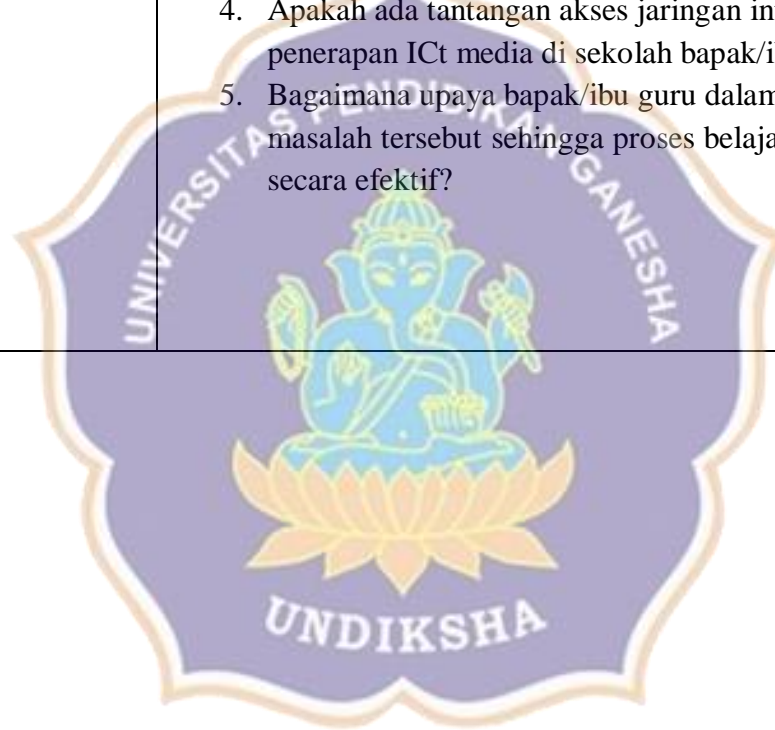 4. Apakah ada tantangan akses jaringan in
penerapan ICt media di sekolah bapak/i
5. Bagaimana upaya bapak/ibu guru dalam
masalah tersebut sehingga proses belaja
secara efektif?
UNIVERSITAS PENDIDIKAN GANESHA
UNDIKSHA